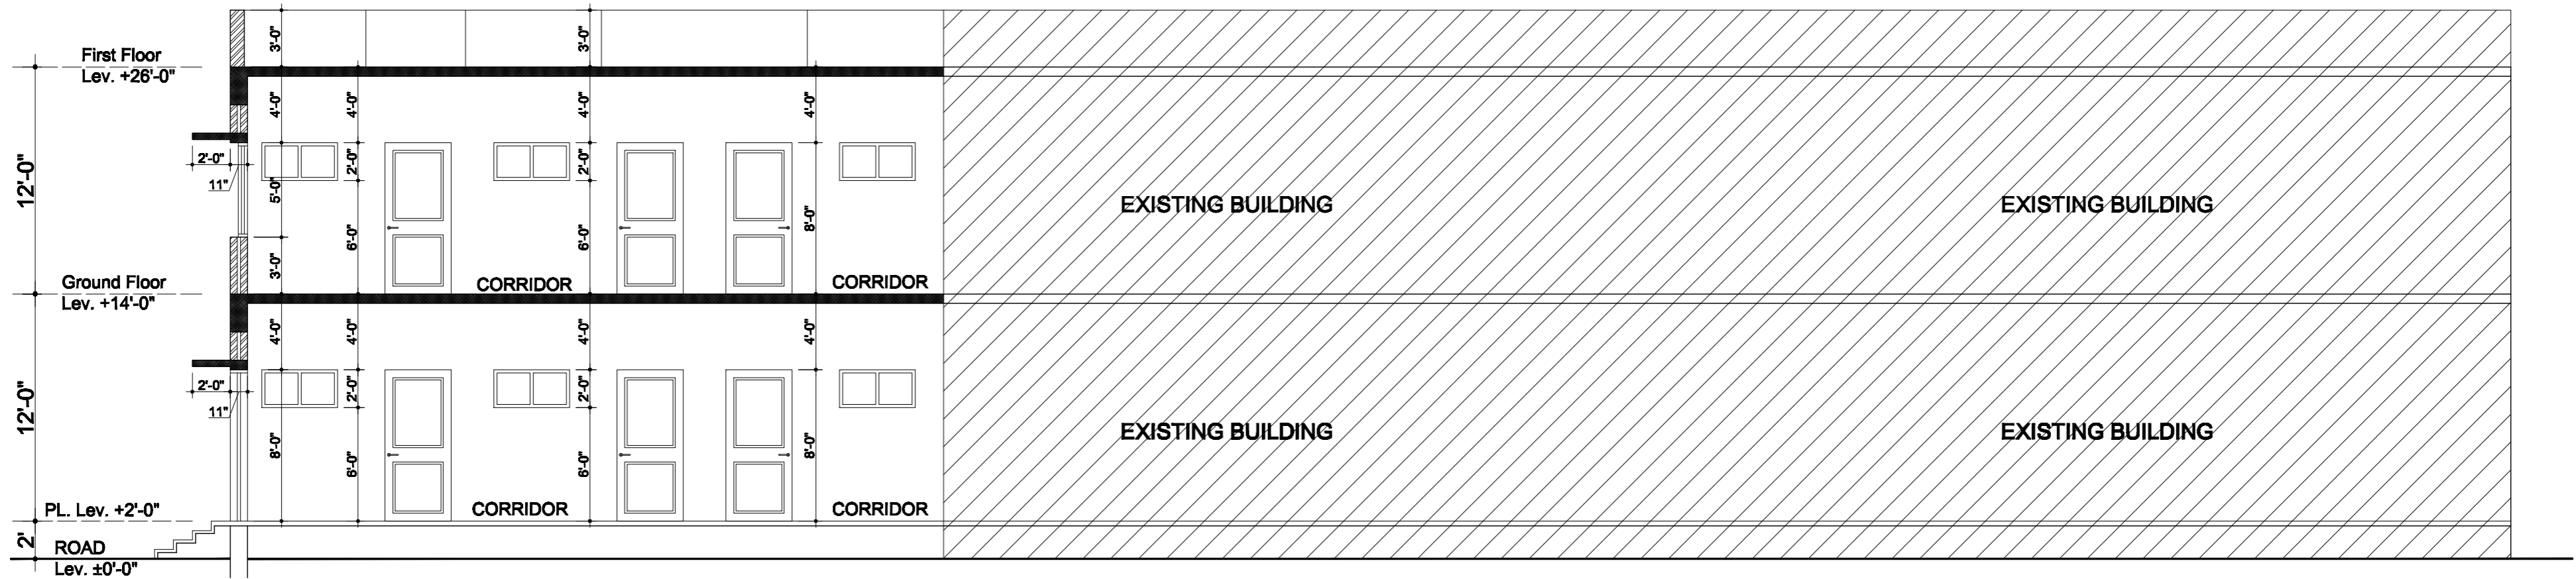 3'-0"
3'-0"
First Floor
Lev. +26'-0"
4'-0"
4'-0"
4'-0"
4'-0"
12'-0"
2'-0"
11"
5'-0"
2'-0"
2'-0"
6'-0"
6'-0"
8'-0"
3'-0"
EXISTING BUILDING
EXISTING BUILDING
CORRIDOR
CORRIDOR
Ground Floor
Lev. +14'-0"
4'-0"
4'-0"
4'-0"
4'-0"
12'-0"
2'-0"
11"
2'-0"
2'-0"
8'-0"
6'-0"
6'-0"
8'-0"
EXISTING BUILDING
EXISTING BUILDING
CORRIDOR
CORRIDOR
PL. Lev. +2'-0"
2'
ROAD
Lev. ±0'-0"